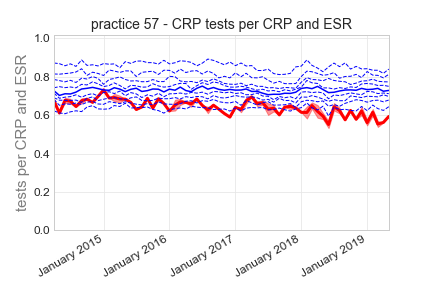 practice 57 - CRP tests per CRP and ESR
tests per CRP and ESR
1.0
0.8
0.6
0.4
0.2
0.0
January 2015
January 2016
January 2017
January 2018
January 2019